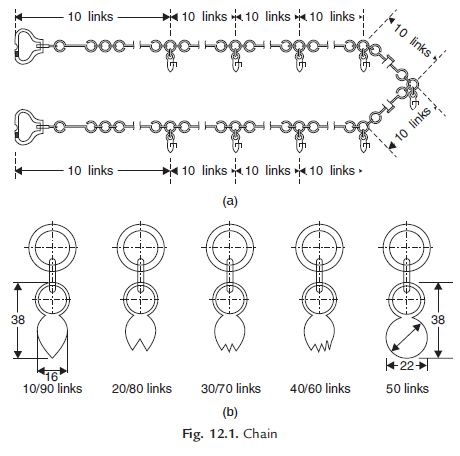 10 links 10 links 10 links 10 links
10 links
10 links
10 links 10 links 10 links 10 links
(a)
38 38
16 22
10/90 links 20/80 links 30/70 links 40/60 links 50 links
(b)
Fig. 12.1. Chain